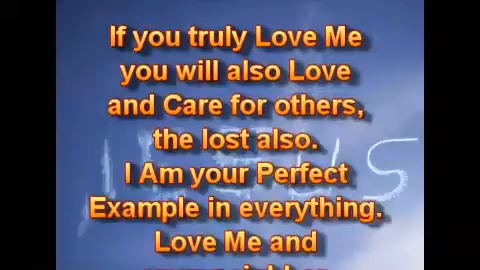 If you truly Love Me
you will also Love
and Care for others,
the lost also.
I Am your Perfect
Example in everything.
Love Me and
JESUS